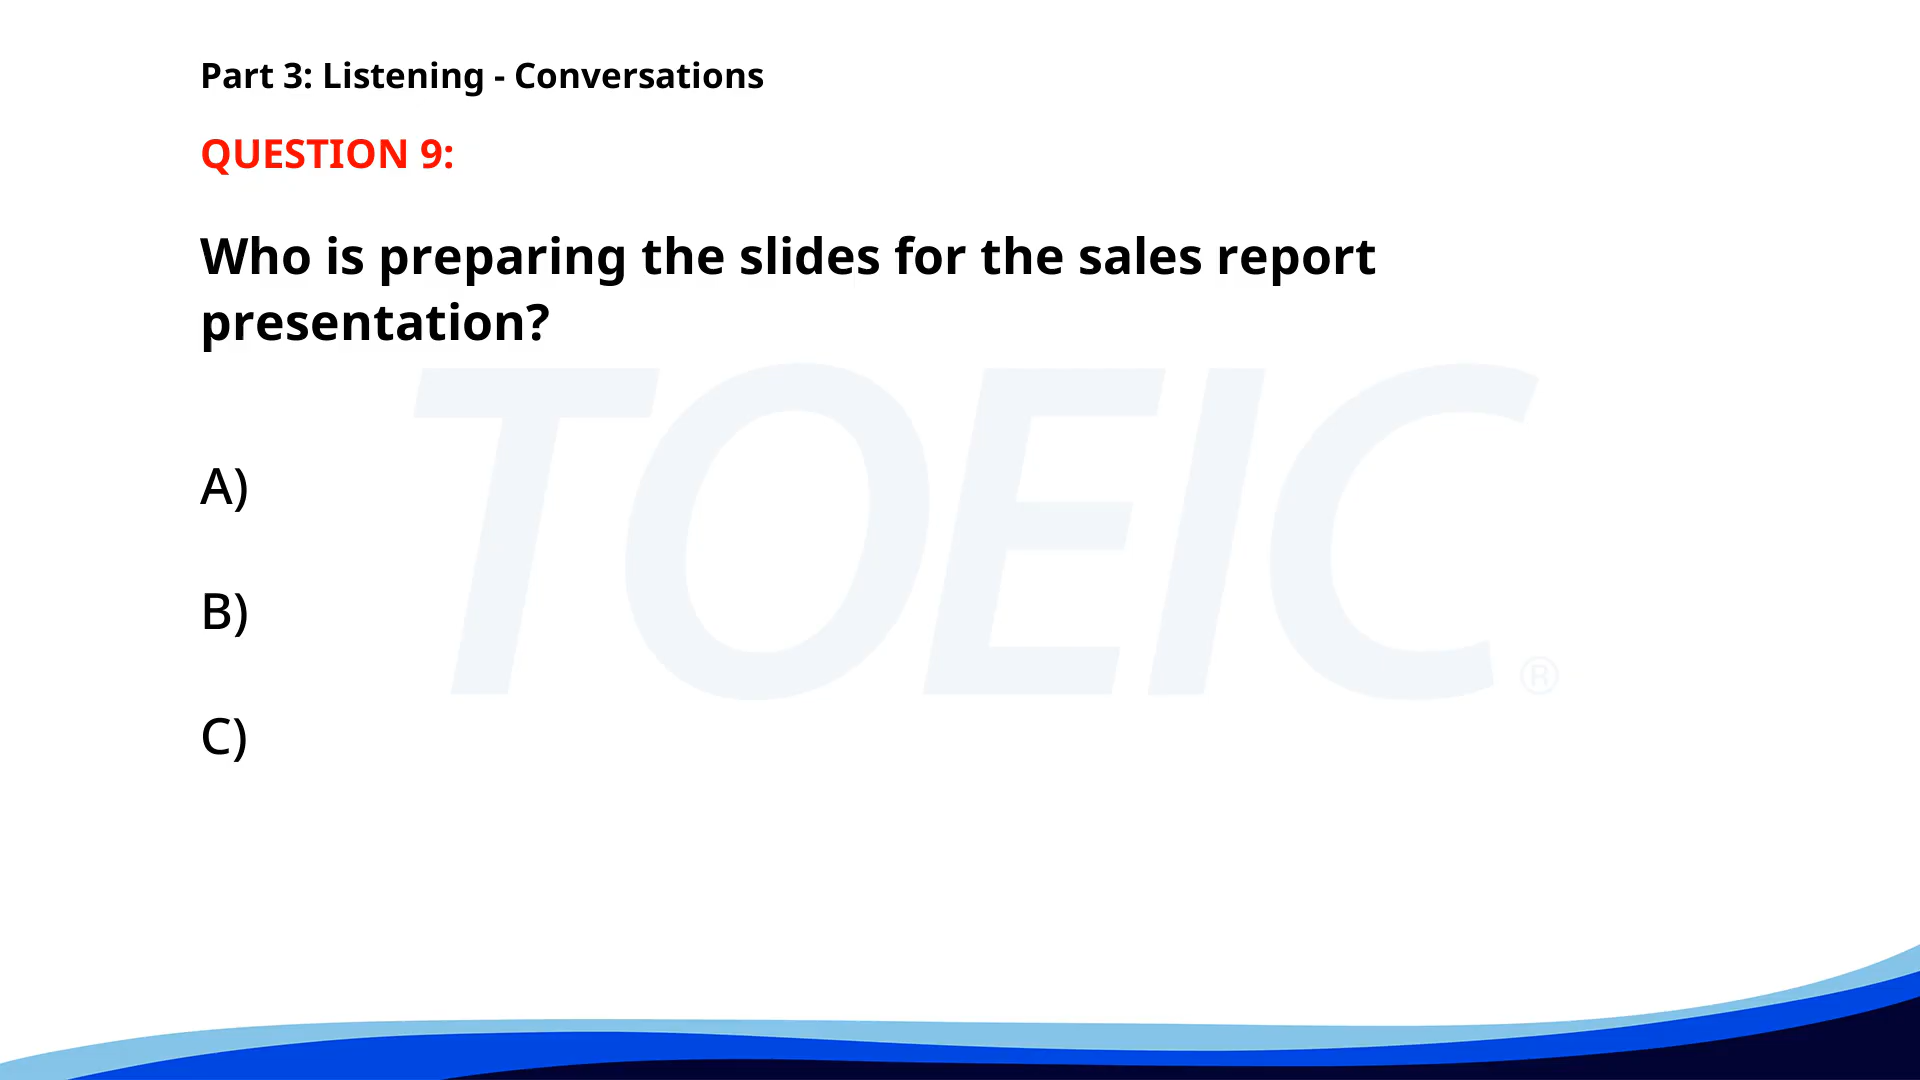 Part 3: Listening - Conversations
QUESTION 9:
Who is preparing the slides for the sales report
presentation?
TOEIC®
A)
B)
C)